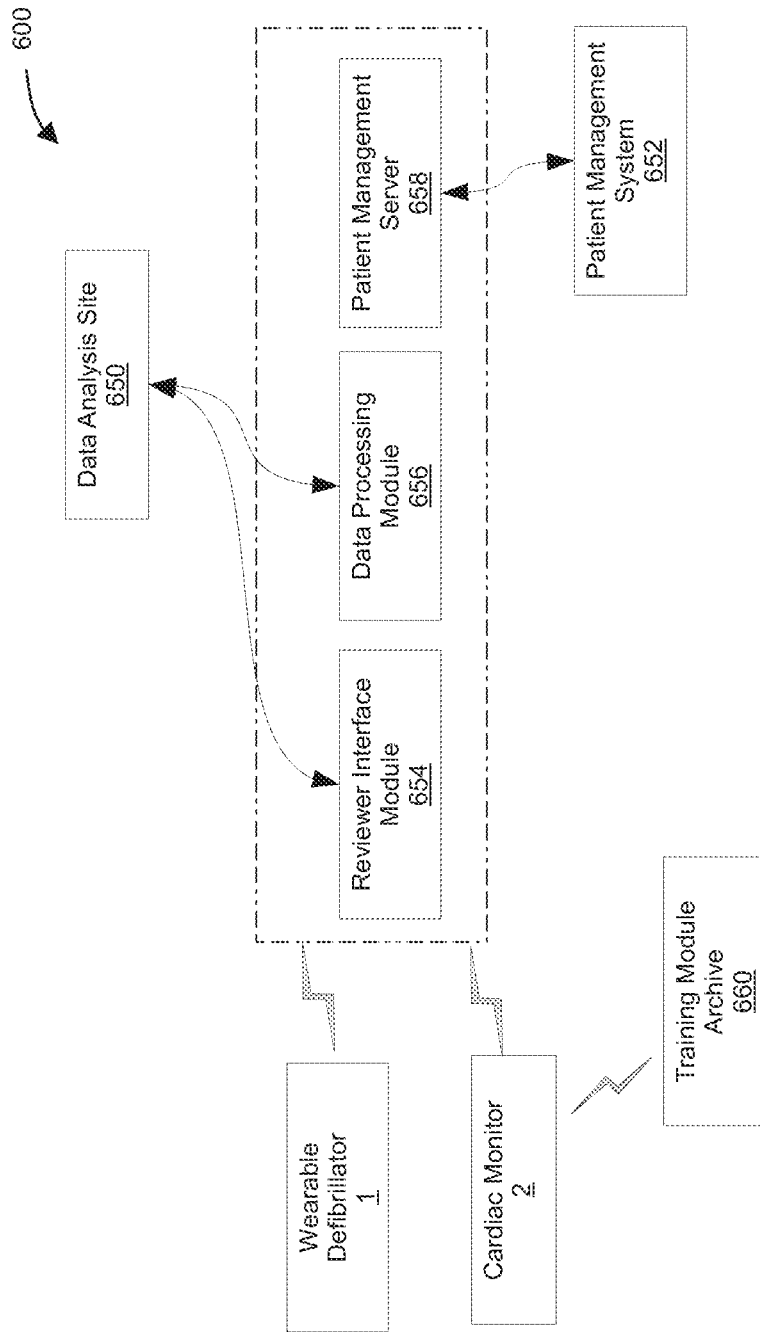 600
Data Analysis Site
650
Wearable
Defibrillator
1
Reviewer Interface
Module
654
Data Processing
Module
656
Patient Management
Server
658
Cardiac Monitor
2
Training Module
Archive
660
Patient Management
System
652